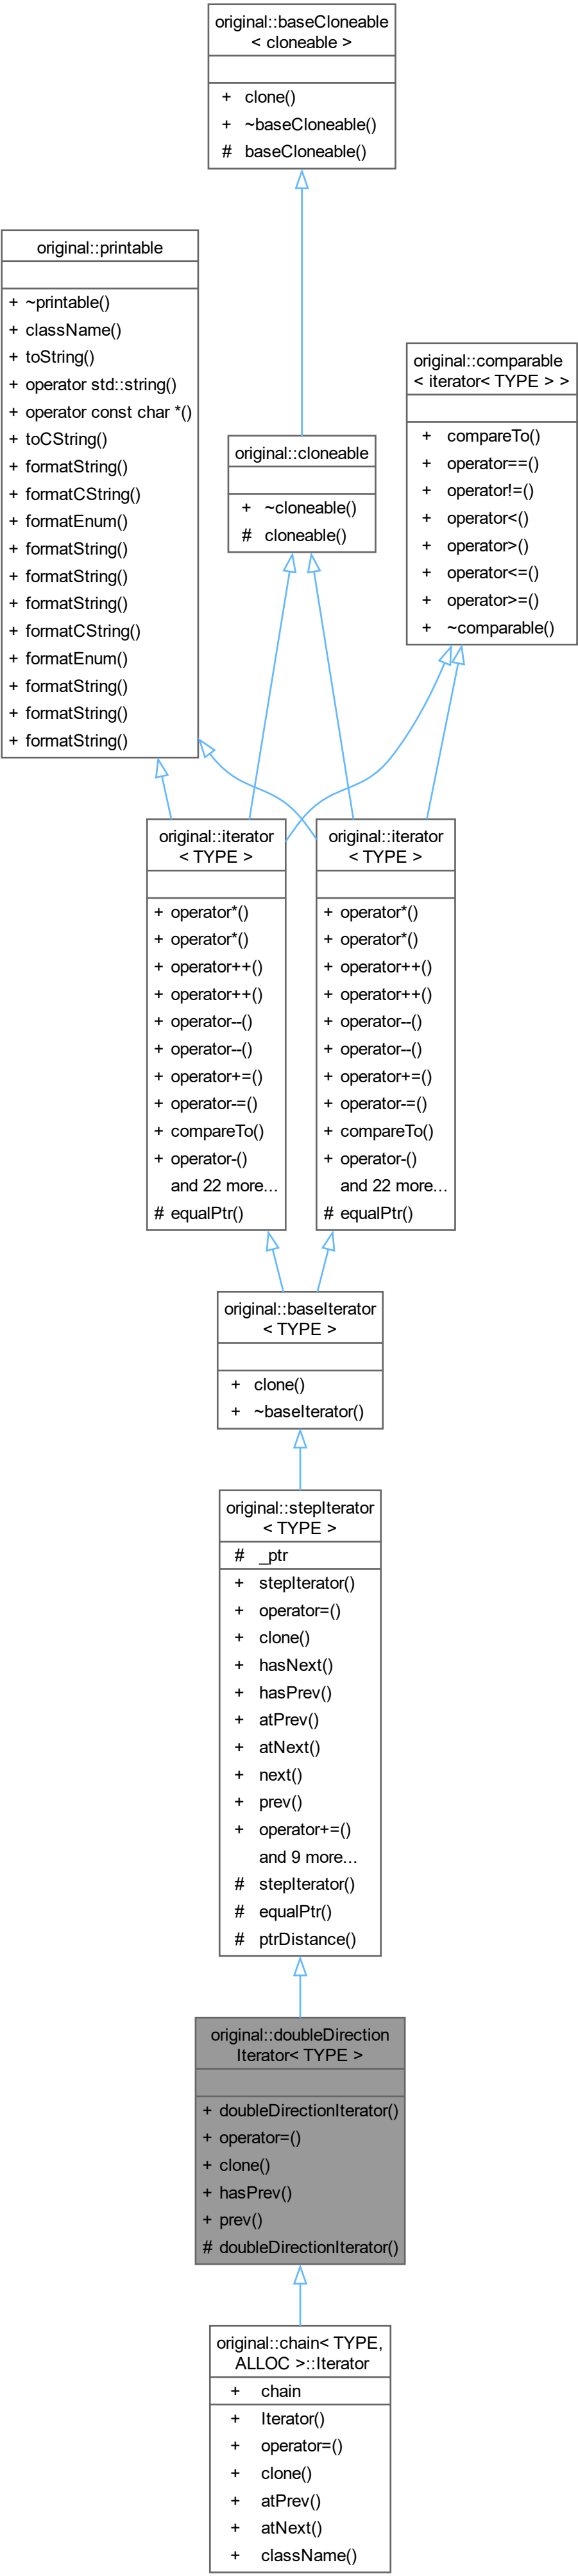 original::baseCloneable
< cloneable >
+ clone()
+ ~baseCloneable()
# baseCloneable()
original::printable
+ ~printable()
+ className()
+ toString()
+ operator std::string()
+ operator const char *()
+ toCString()
+ formatString()
+ formatCString()
+ formatEnum()
+ formatString()
+ formatString()
+ formatString()
+ formatCString()
+ formatEnum()
+ formatString()
+ formatString()
+ formatString()
original::comparable
< iterator< TYPE > >
+ compareTo()
+ operator==()
+ operator!=()
+ operator<()
+ operator>()
+ operator<=()
+ operator>=()
+ ~comparable()
original::cloneable
+ ~cloneable()
# cloneable()
original::iterator
< TYPE >
+ operator*()
+ operator*()
+ operator++()
+ operator++()
+ operator--()
+ operator--()
+ operator+=()
+ operator-=()
+ compareTo()
+ operator-()
and 22 more...
# equalPtr()
original::iterator
< TYPE >
+ operator*()
+ operator*()
+ operator++()
+ operator++()
+ operator--()
+ operator--()
+ operator+=()
+ operator-=()
+ compareTo()
+ operator-()
and 22 more...
# equalPtr()
original::baseIterator
< TYPE >
+ clone()
+ ~baseIterator()
original::stepIterator
< TYPE >
# _ptr
+ stepIterator()
+ operator=()
+ clone()
+ hasNext()
+ hasPrev()
+ atPrev()
+ atNext()
+ next()
+ prev()
+ operator+=()
and 9 more...
# stepIterator()
# equalPtr()
# ptrDistance()
original::doubleDirection
Iterator< TYPE >
+ doubleDirectionIterator()
+ operator=()
+ clone()
+ hasPrev()
+ prev()
# doubleDirectionIterator()
original::chain< TYPE,
ALLOC >::Iterator
+ chain
+ Iterator()
+ operator=()
+ clone()
+ atPrev()
+ atNext()
+ className()